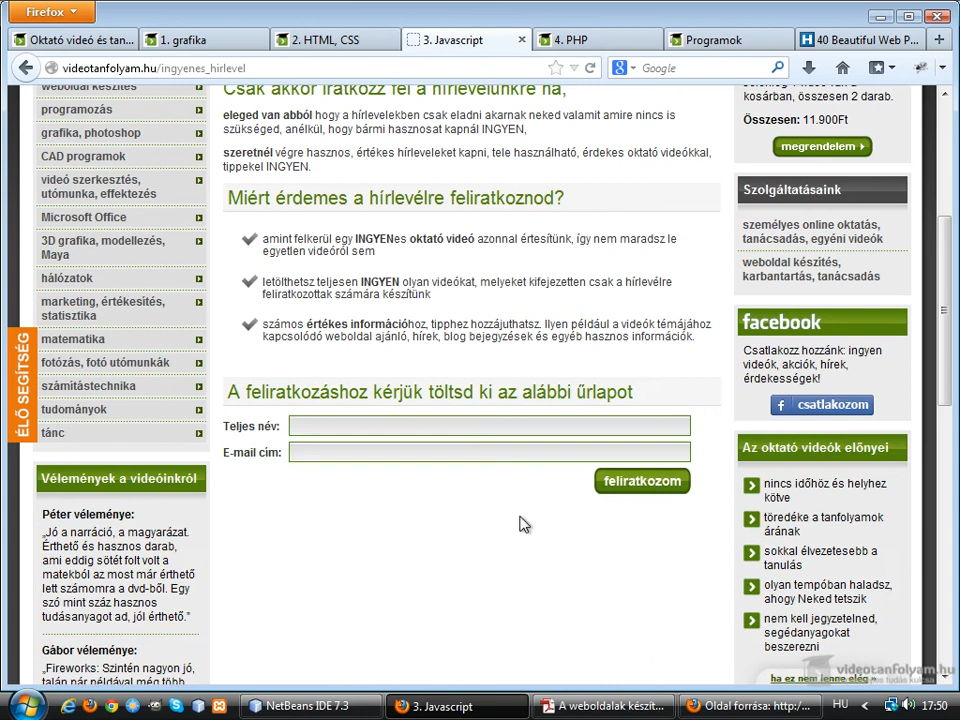 Firefox
Oktató videó és tan...
1. grafika
2. HTML, CSS
3. Javascript
4. PHP
Programok
40 Beautiful Web P...
videotanfolyam.hu/ingyenes_hirlevel
Google
weboldal készítés
programozás
grafika, photoshop
CAD programok
videó szerkesztés,
utómunka, effektezés
Microsoft Office
3D grafika, modellezés,
Maya
hálózatok
marketing, értékesítés,
statisztika
matematika
fotózás, fotó utómunkák
számítástechnika
tudományok
tánc
ÉLŐ SEGÍTSÉG
Vélemények a videóinkról
Péter véleménye:
„Jó a narráció, a magyarázat.
Érthető és hasznos darab,
ami eddig sötét folt volt a
matekból az most már érthető
lett számomra a dvd-ből. Egy
szó mint száz hasznos
tudásanyagot ad, jól érthető.”
Gábor véleménye:
„Fireworks: Szintén nagyon jó,
talán pár példával még több
Csak akkor iratkozz fel a hírlevelünkre ha,
eleged van abból hogy a hírlevelekben csak eladni akarnak neked valamit amire nincs is
szükséged, anélkül, hogy bármi hasznosat kapnál INGYEN,
szeretnél végre hasznos, értékes hírleveleket kapni, tele használható, érdekes oktató videókkal,
tippekel INGYEN.
Miért érdemes a hírlevélre feliratkoznod?
amint felkerül egy INGYENes oktató videó azonnal értesítünk, így nem maradsz le
egyetlen videóról sem
letölthetsz teljesen INGYEN olyan videókat, melyeket kifejezetten csak a hírlevélre
feliratkozottak számára készítünk
számos értékes információhoz, tipphez hozzájuthatsz. Ilyen például a videók témájához
kapcsolódó weboldal ajánló, hírek, blog bejegyzések és egyéb hasznos információk.
A feliratkozáshoz kérjük töltsd ki az alábbi űrlapot
Teljes név:
E-mail cím:
feliratkozom
kosárban, összesen 2 darab.
Összesen: 11.900Ft
megrendelem
Szolgáltatásaink
személyes online oktatás,
tanácsadás, egyéni videók
weboldal készítés,
karbantartás, tanácsadás
facebook
Csatlakozz hozzánk: ingyen
videók, akciók, hírek,
érdekességek!
csatlakozom
Az oktató videók előnyei
nincs időhöz és helyhez
kötve
töredéke a tanfolyamok
árának
sokkal élvezetesebb a
tanulás
olyan tempóban haladsz,
ahogy Neked tetszik
nem kell jegyzetelned,
segédanyagokat
beszerezni
ha ez nem lenne elég
videotanfolyam.hu
NetBeans IDE 7.3
3. Javascript
A weboldalak készít...
Oldal forrása: http:/...
HU
17:50